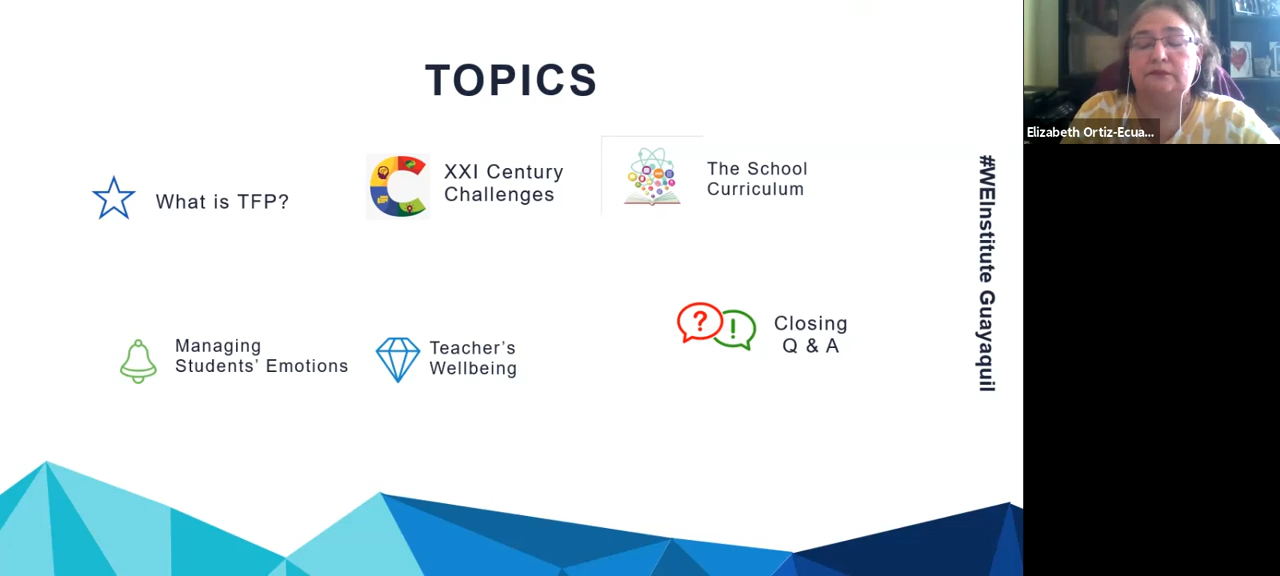 TOPICS
What is TFP?
XXI Century
Challenges
The School
Curriculum
Managing
Students’ Emotions
Teacher’s
Wellbeing
Closing
Q & A
#WEInstitute Guayaquil
Elizabeth Ortiz-Ecua...